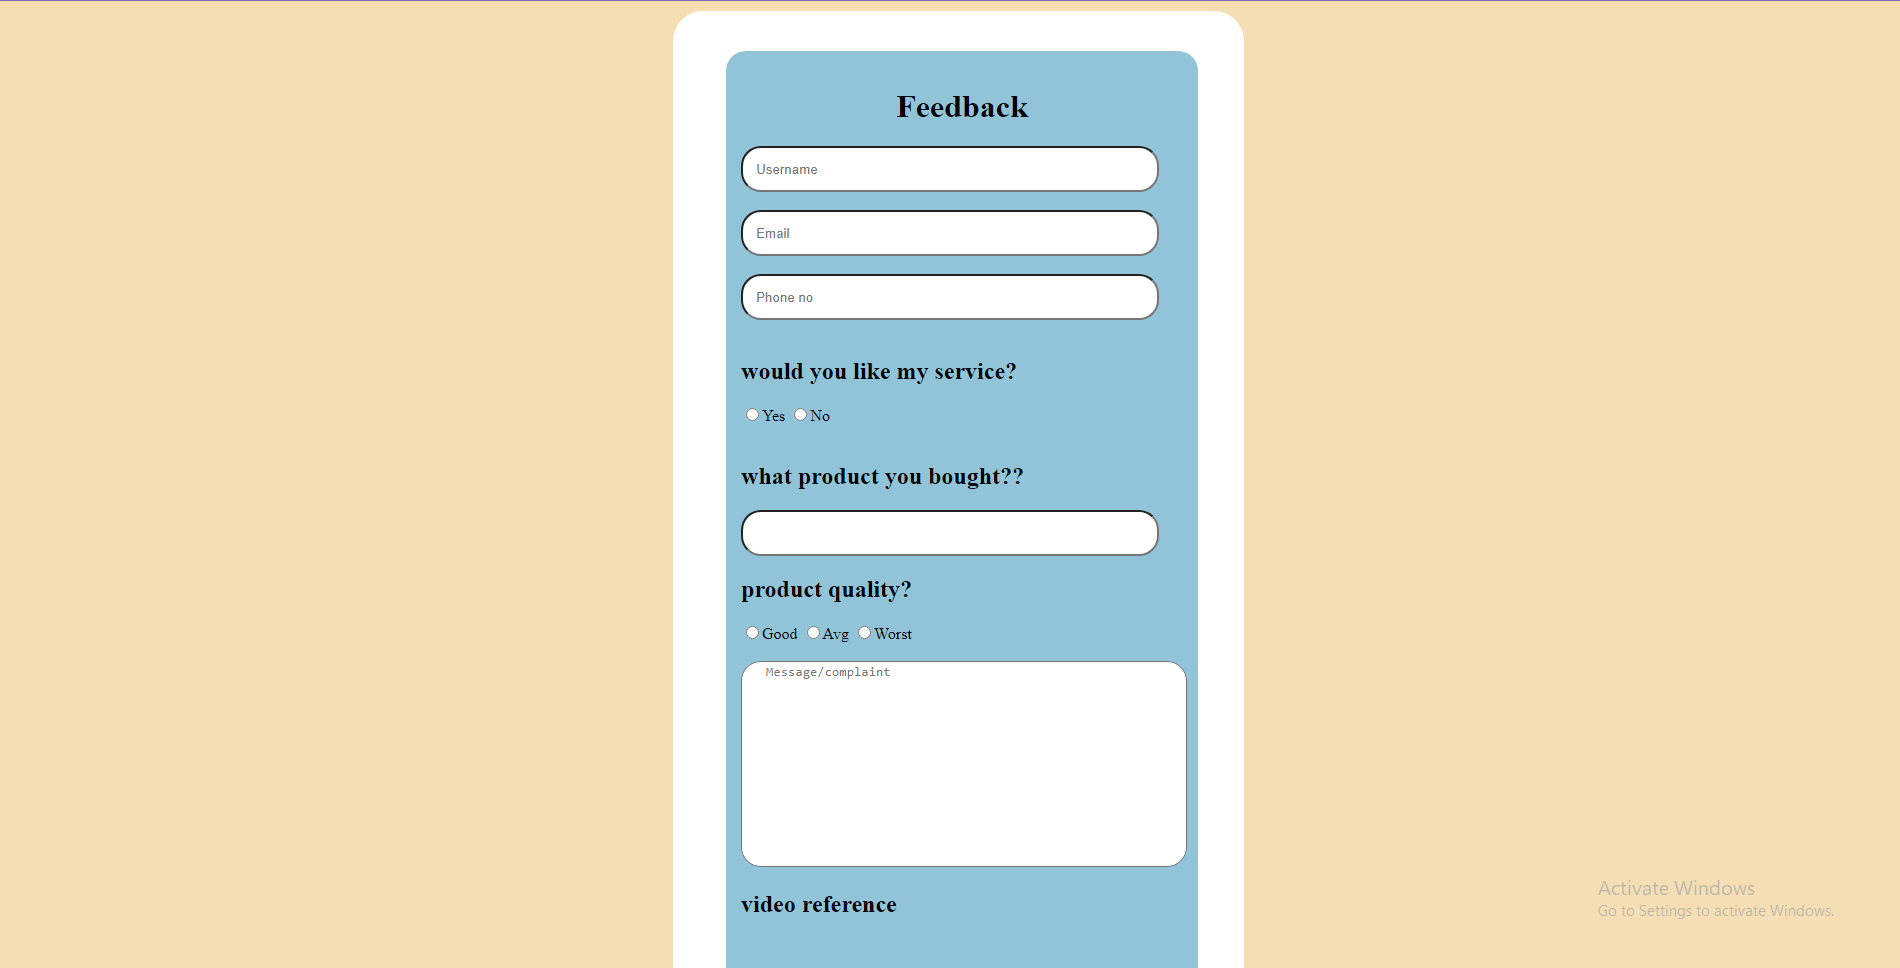 Feedback
Username
Email
Phone no
would you like my service?
Yes No
what product you bought??
product quality?
Good Avg Worst
Message/complaint
video reference
Activate Windows
Go to Settings to activate Windows.